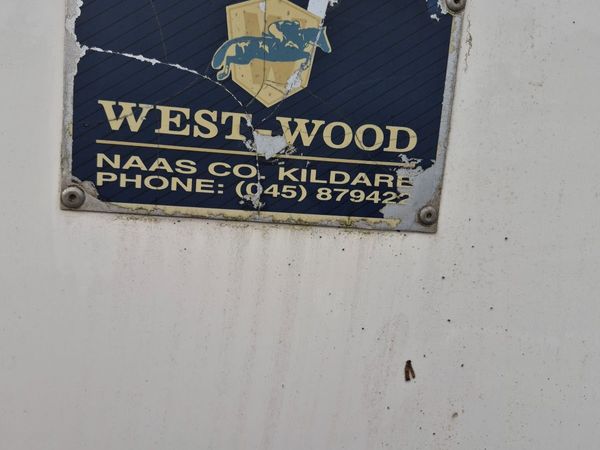 WEST-WOOD
NAAS CO. KILDARE
PHONE: (045) 879422